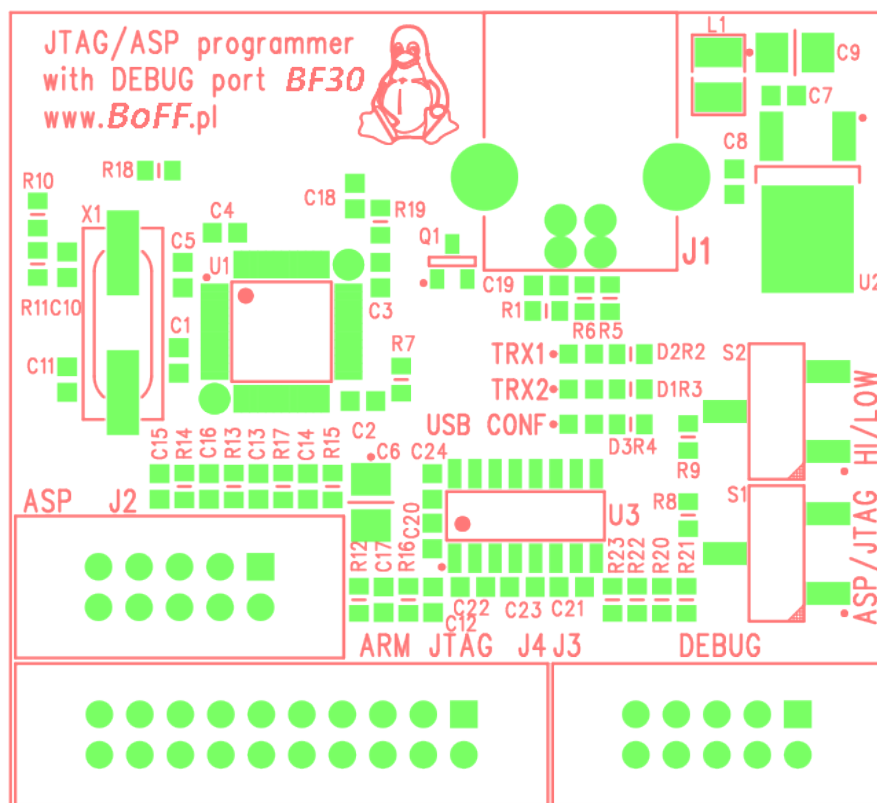 JTAG/ASP programmer
with DEBUG port BF30
www.BoFF.pl
L1
C9
C7
C8
U2
R18
R10
X1
C5
C4
U1
C18
R19
Q1
J1
C19
R1
R6 R5
C3
R11 C10
C1
C11
R7
TRX1
D2R2
TRX2
D1R3
USB CONF
D3R4
S2
HI/LOW
R9
C15 R14 C16 R13 C13 R17 C14 R15
C2
C6
C24
C20
U3
R8
S1
ASP/JTAG
ASP J2
R12 C17 R16
C12
C22 C23 C21
R23 R22 R20 R21
ARM JTAG J4 J3 DEBUG